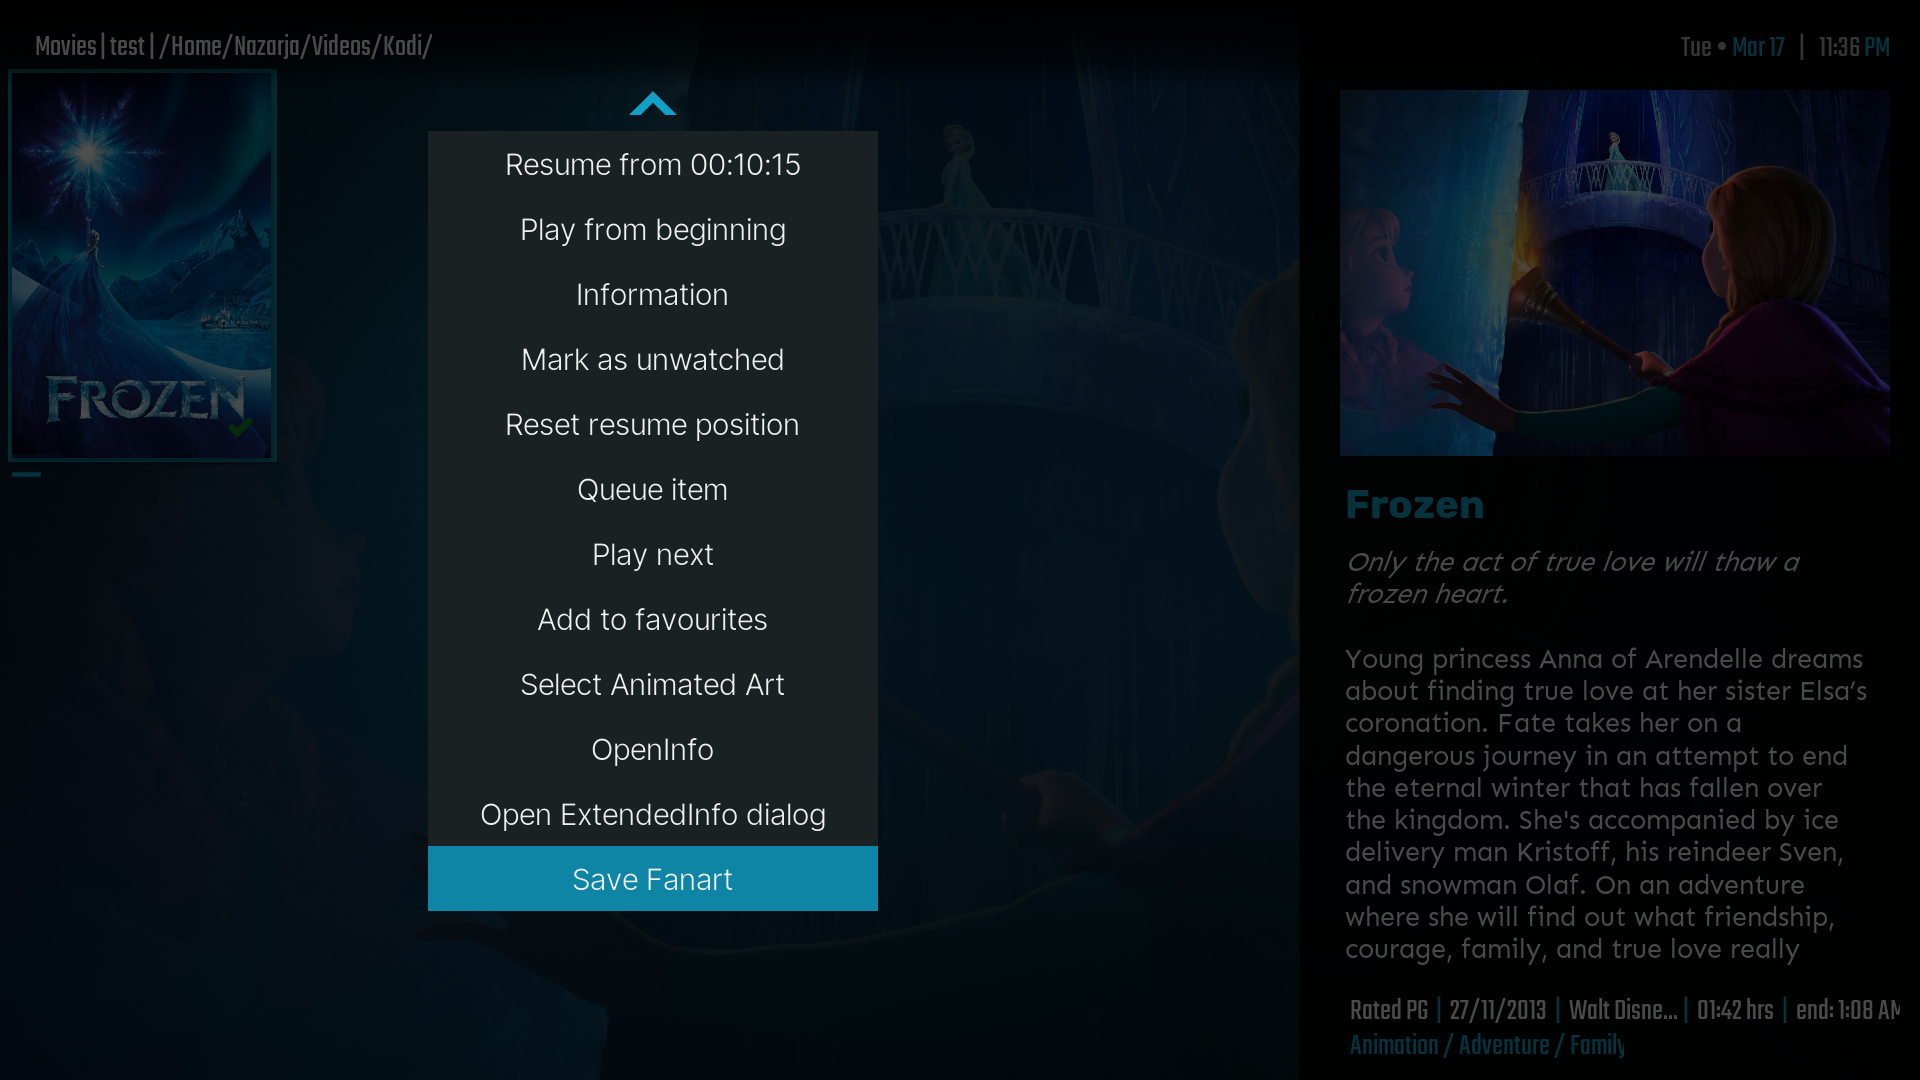 Movies | test | /Home/Nazarja/Videos/Kodi/
Tue • Mar 17 | 11:36 PM
FROZEN
Resume from 00:10:15
Play from beginning
Information
Mark as unwatched
Reset resume position
Queue item
Play next
Add to favourites
Select Animated Art
OpenInfo
Open ExtendedInfo dialog
Save Fanart
Frozen
Only the act of true love will thaw a
frozen heart.
Young princess Anna of Arendelle dreams
about finding true love at her sister Elsa’s
coronation. Fate takes her on a
dangerous journey in an attempt to end
the eternal winter that has fallen over
the kingdom. She's accompanied by ice
delivery man Kristoff, his reindeer Sven,
and snowman Olaf. On an adventure
where she will find out what friendship,
courage, family, and true love really
Rated PG | 27/11/2013 | Walt Disne... | 01:42 hrs | end: 1:08 AM
Animation / Adventure / Family